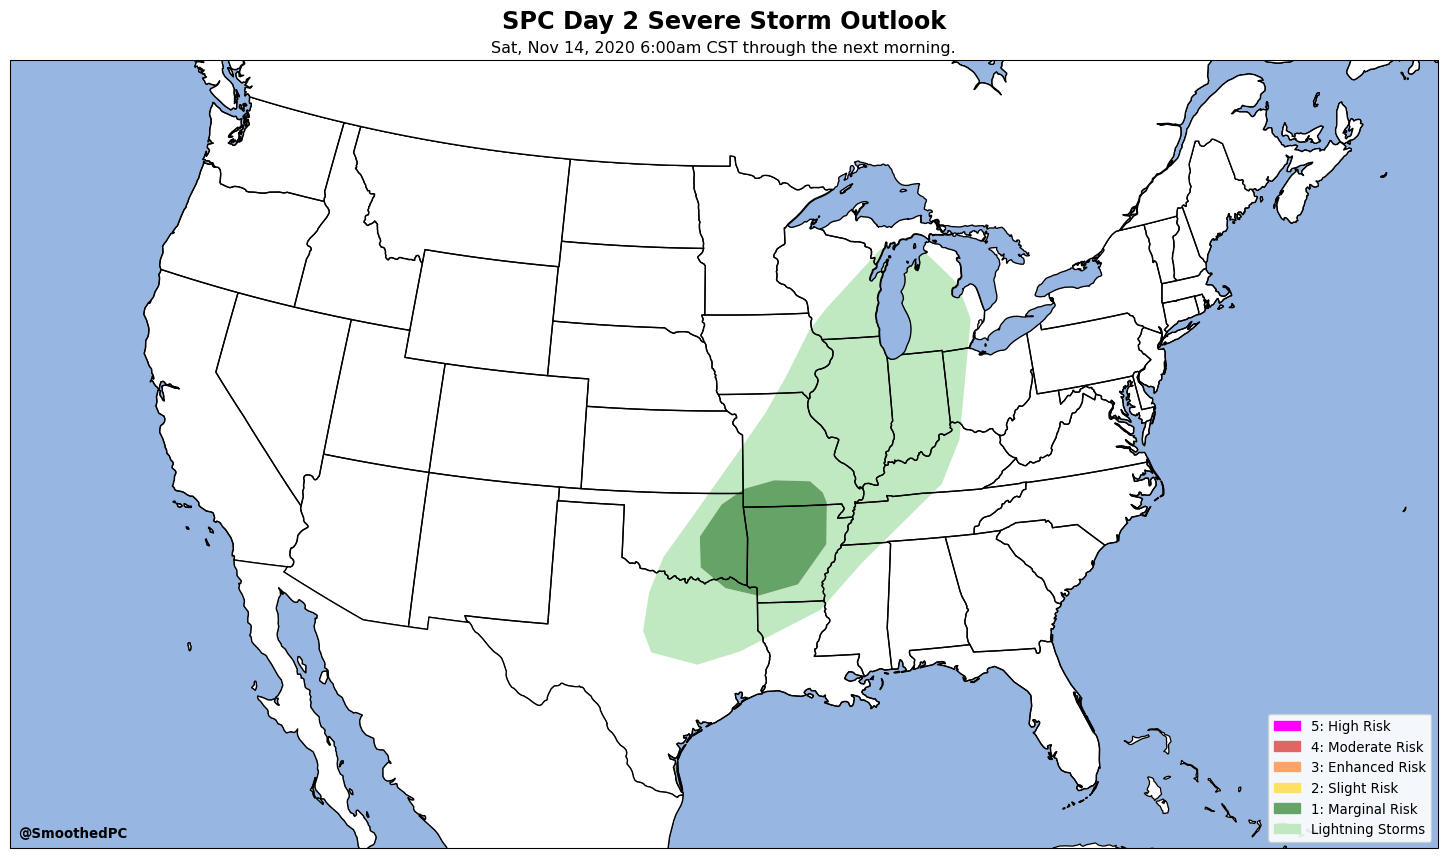 SPC Day 2 Severe Storm Outlook
Sat, Nov 14, 2020 6:00am CST through the next morning.
5: High Risk
4: Moderate Risk
3: Enhanced Risk
2: Slight Risk
1: Marginal Risk
Lightning Storms
@SmoothedPC